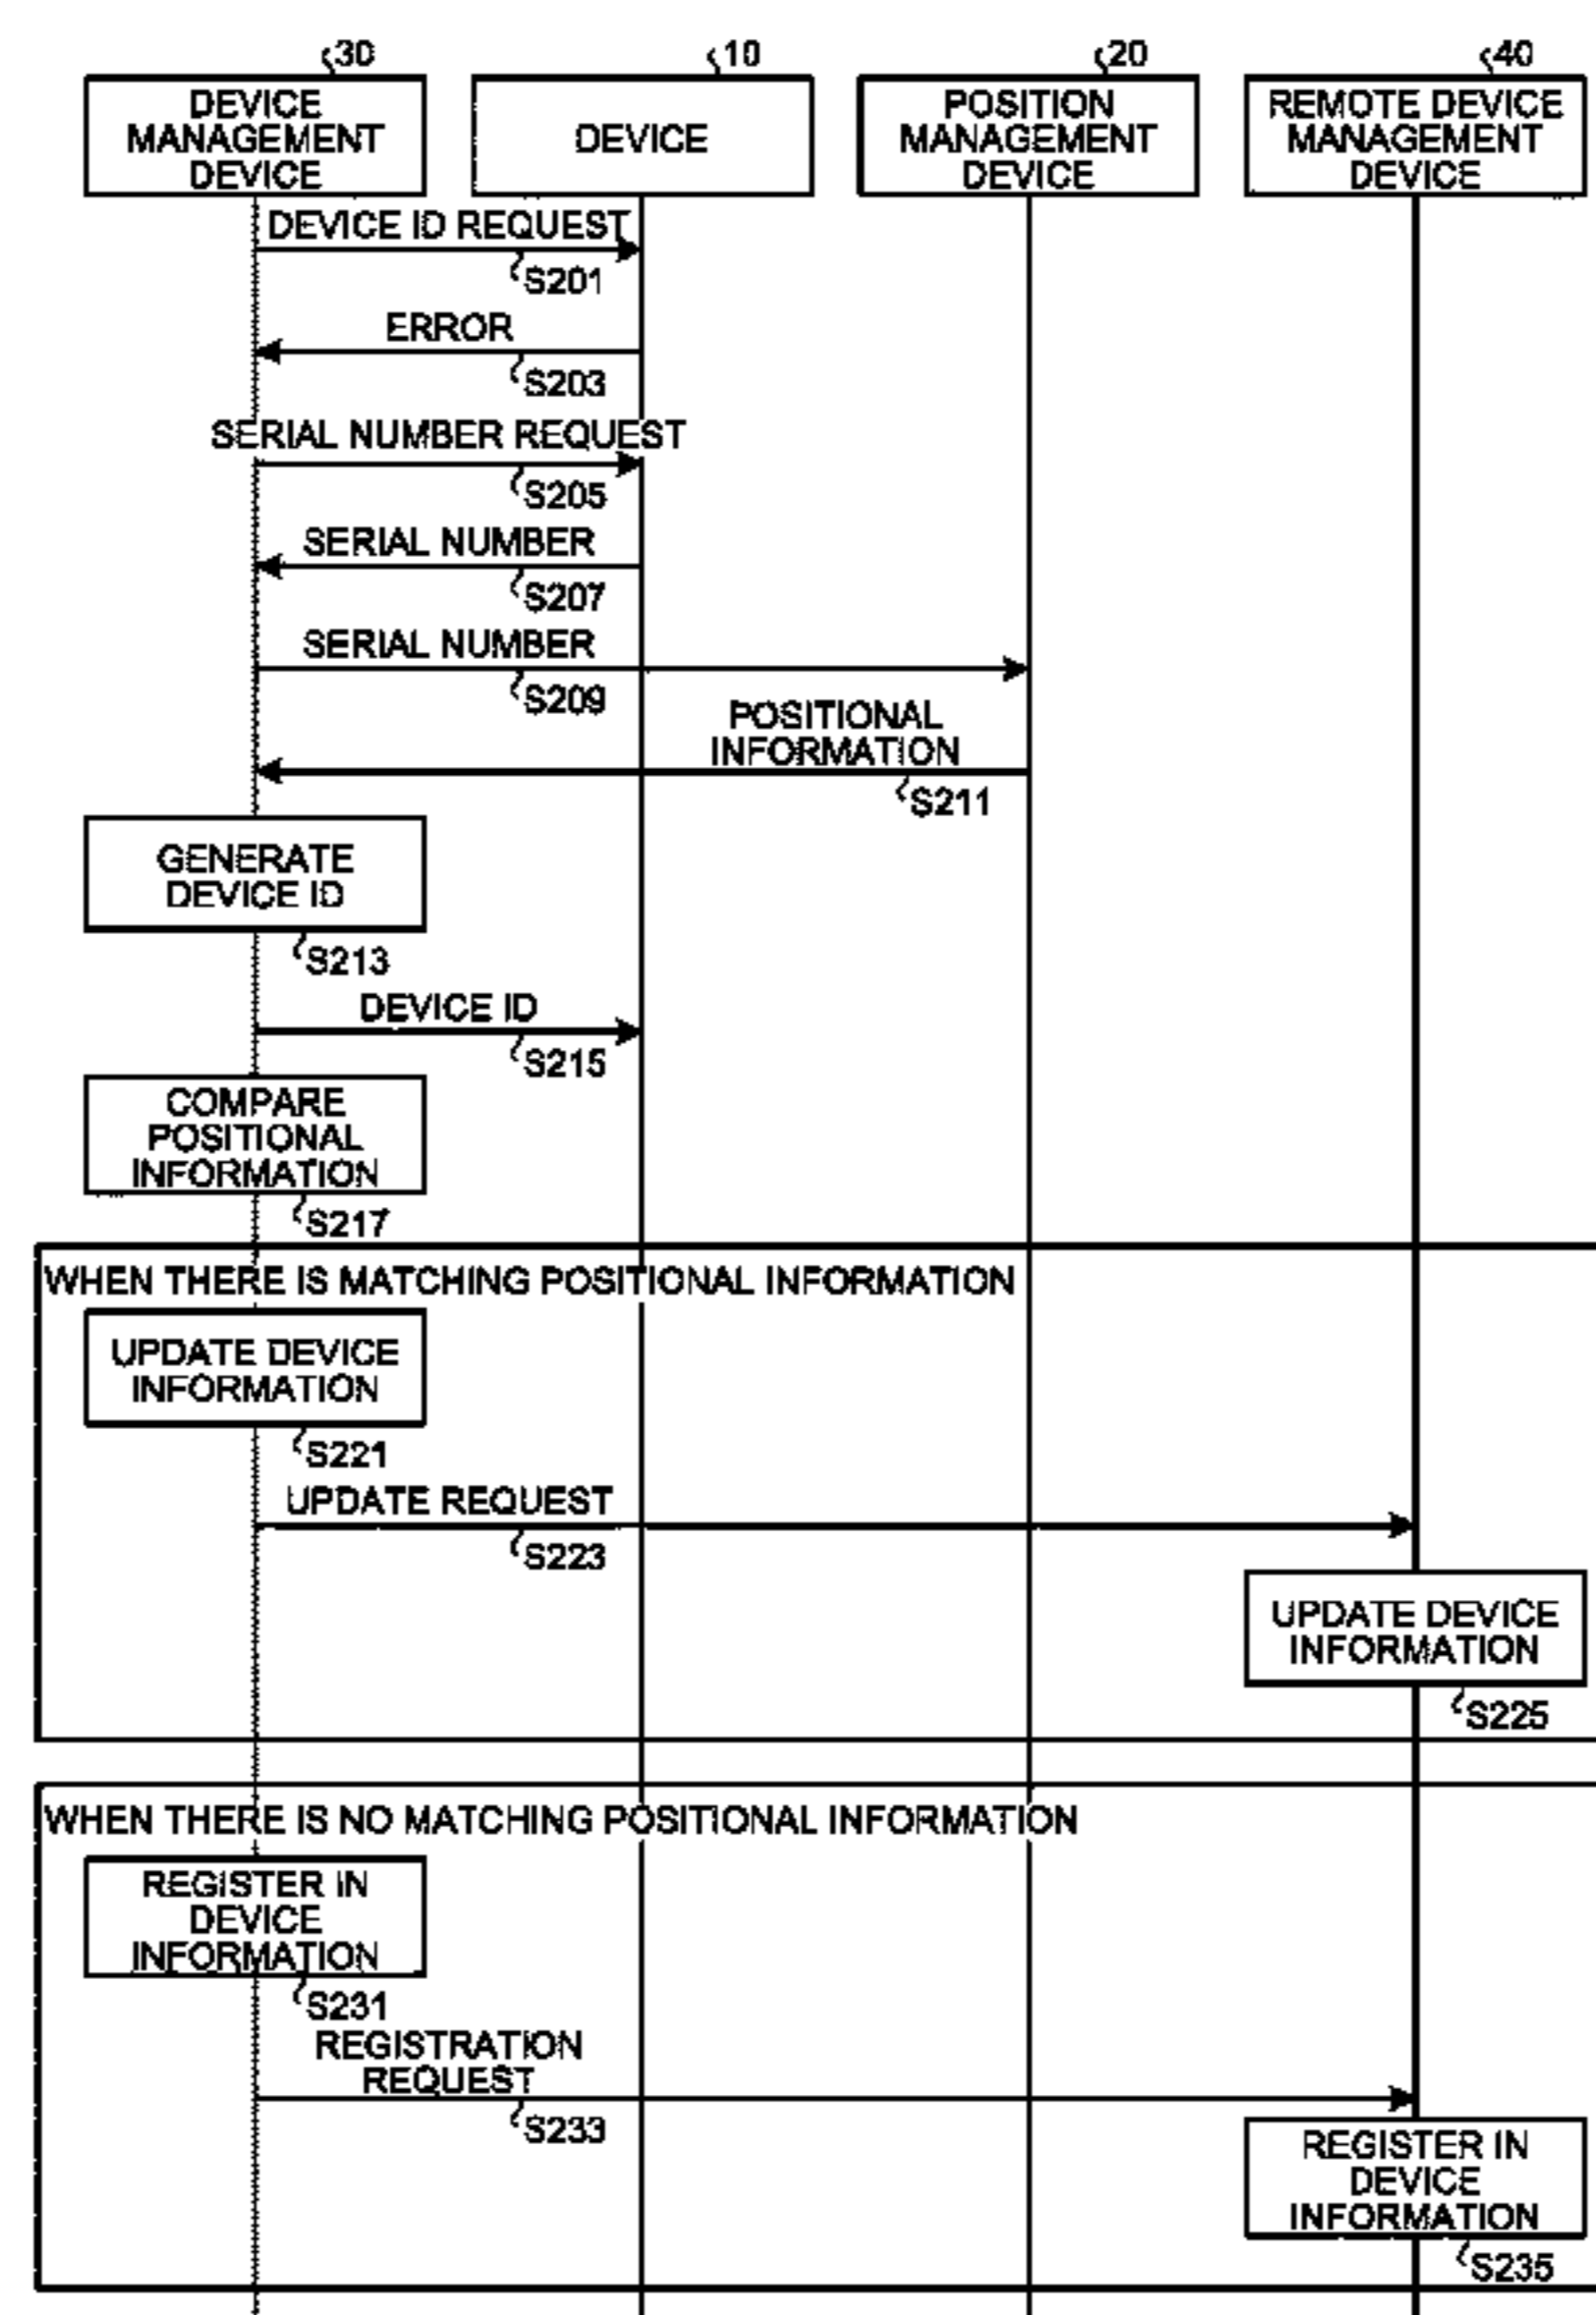 30
10
20
40
DEVICE
MANAGEMENT
DEVICE
DEVICE
POSITION
MANAGEMENT
DEVICE
REMOTE DEVICE
MANAGEMENT
DEVICE
DEVICE ID REQUEST
S201
ERROR
S203
SERIAL NUMBER REQUEST
S205
SERIAL NUMBER
S207
SERIAL NUMBER
S209
POSITIONAL
INFORMATION
S211
GENERATE
DEVICE ID
S213
DEVICE ID
S215
COMPARE
POSITIONAL
INFORMATION
S217
WHEN THERE IS MATCHING POSITIONAL INFORMATION
UPDATE DEVICE
INFORMATION
S221
UPDATE REQUEST
S223
UPDATE DEVICE
INFORMATION
S225
WHEN THERE IS NO MATCHING POSITIONAL INFORMATION
REGISTER IN
DEVICE
INFORMATION
S231
REGISTRATION
REQUEST
S233
REGISTER IN
DEVICE
INFORMATION
S235